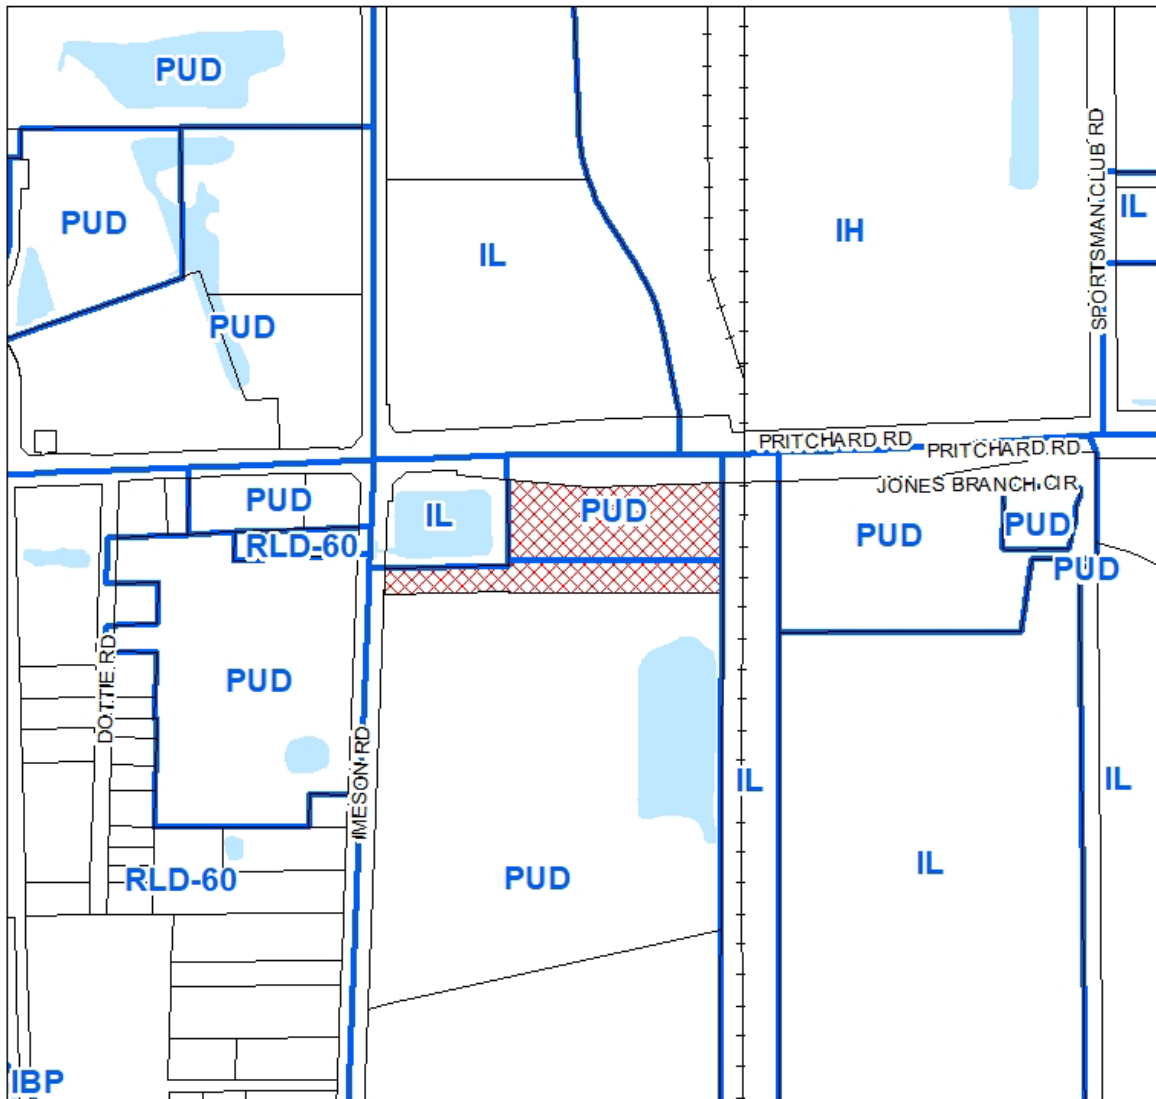 PUD
SPORTSMAN CLUB RD
IL
PUD
IH
IL
PUD
PRITCHARD RD
PRITCHARD RD
JONES BRANCH CIR
PUD
IL
PUD
PUD
PUD
RLD-60
PUD
PUD
DOTTIE RD
IMESON RD
IL
IL
IL
PUD
RLD-60
IBP